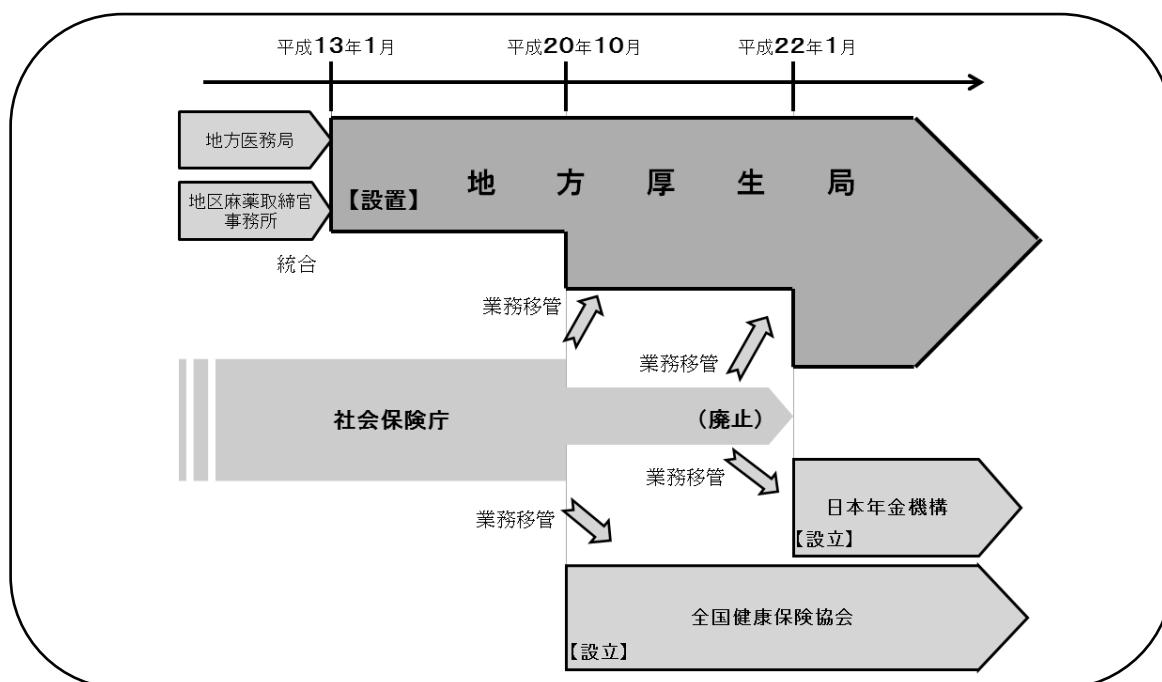 平成13年1月
平成20年10月
平成22年1月
地方医務局
地区麻薬取締官
事務所
【設置】
地方厚生局
統合
業務移管
業務移管
社会保険庁
(廃止)
業務移管
業務移管
日本年金機構
【設立】
全国健康保険協会
【設立】